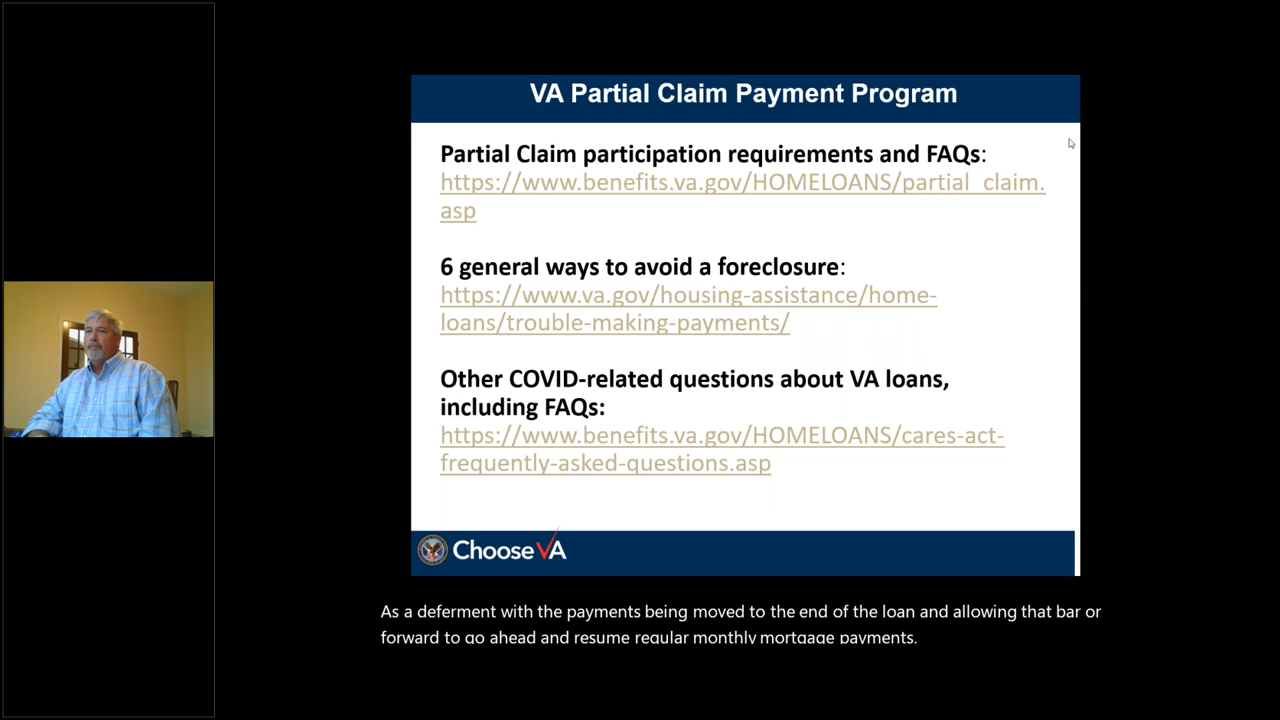 VA Partial Claim Payment Program
Partial Claim participation requirements and FAQs:
https://www.benefits.va.gov/HOMELOANS/partial_claim.
asp
6 general ways to avoid a foreclosure:
https://www.va.gov/housing-assistance/home-
loans/trouble-making-payments/
Other COVID-related questions about VA loans,
including FAQs:
https://www.benefits.va.gov/HOMELOANS/cares-act-
frequently-asked-questions.asp
Choose VA
As a deferment with the payments being moved to the end of the loan and allowing that bar or
forward to go ahead and resume regular monthly mortgage payments.